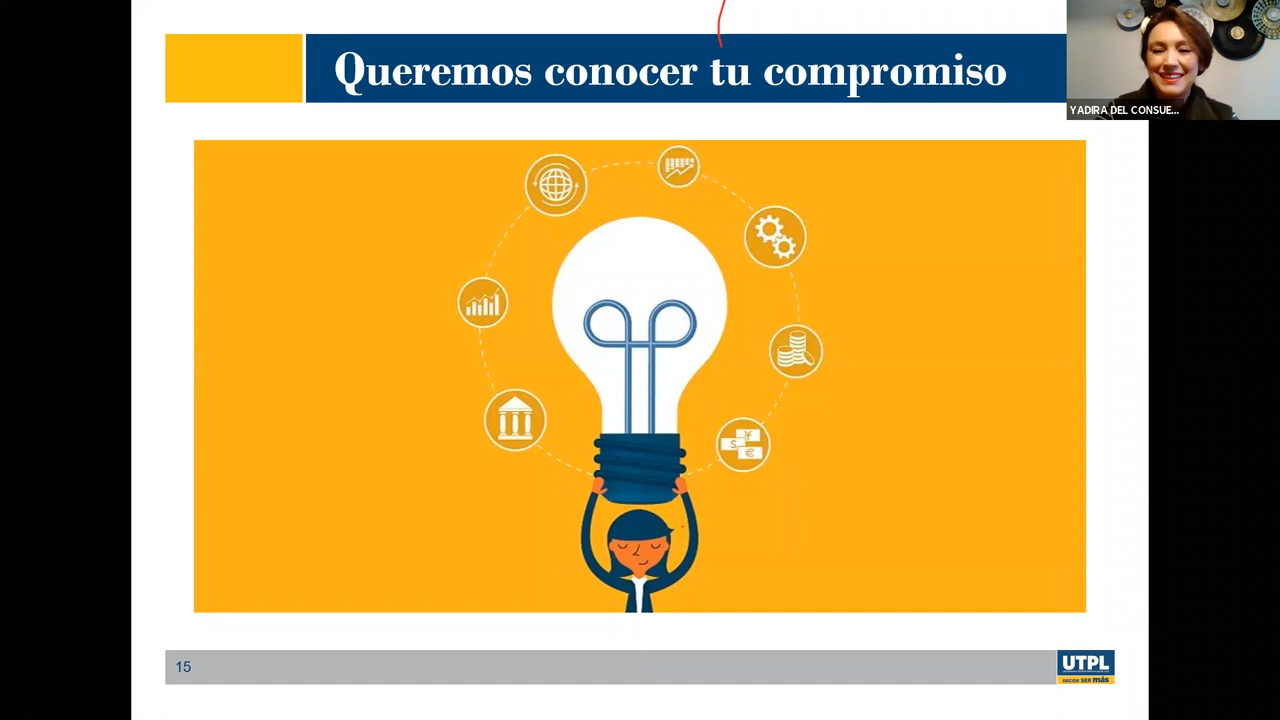 Queremos conocer tu compromiso
YADIRA DEL CONSUE...
$
¥
€
15
UTPL
DECIDE SER más